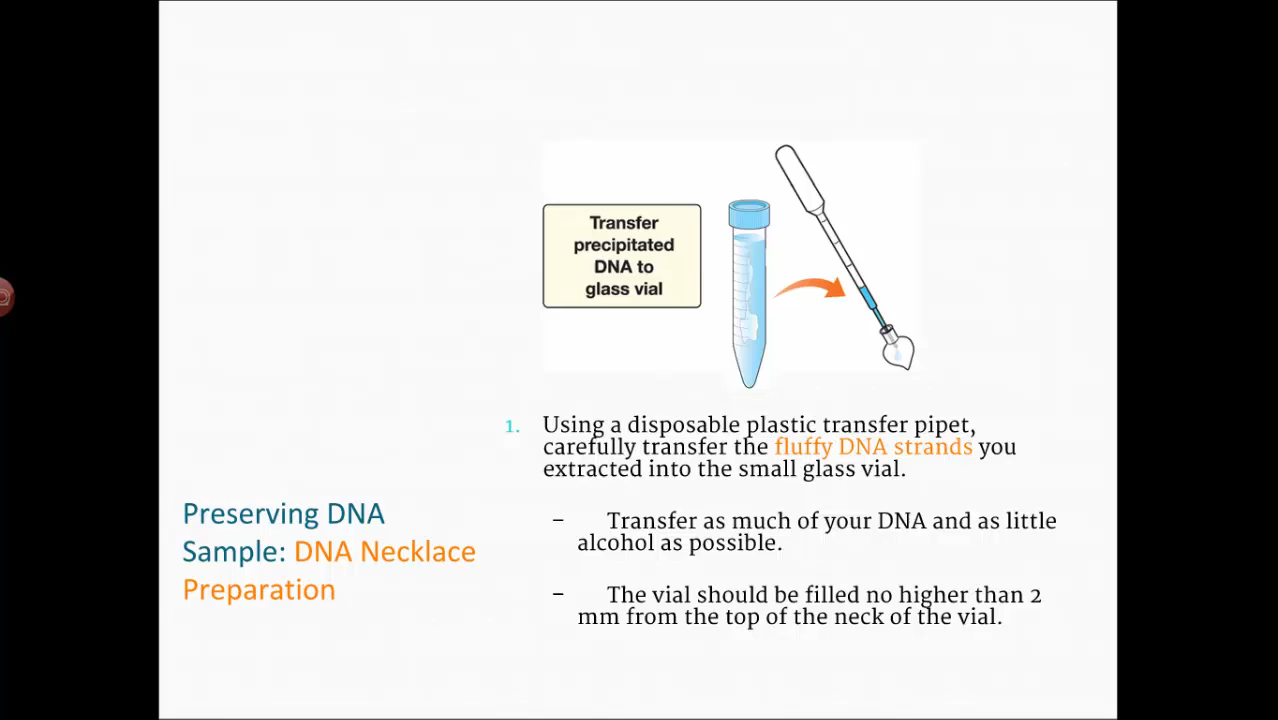 Transfer
precipitated
DNA to
glass vial
1. Using a disposable plastic transfer pipet,
carefully transfer the fluffy DNA strands you
extracted into the small glass vial.
– Transfer as much of your DNA and as little
alcohol as possible.
– The vial should be filled no higher than 2
mm from the top of the neck of the vial.
Preserving DNA
Sample: DNA Necklace
Preparation